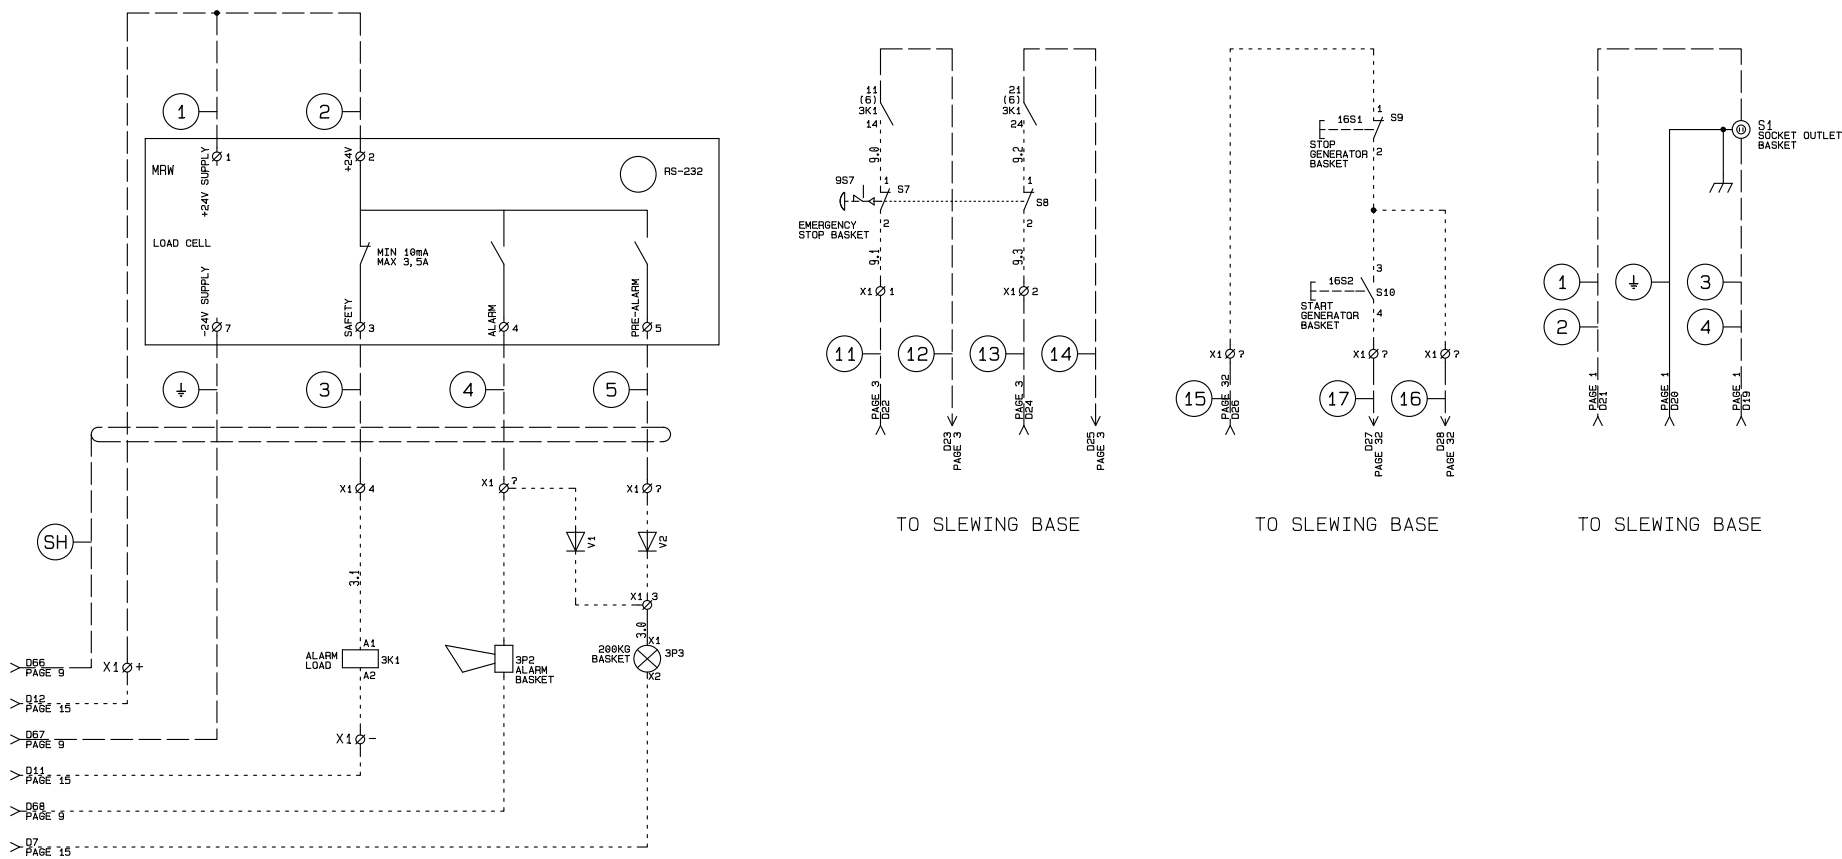 1
2
MRW
+24V SUPPLY
1
+24V
2
RS-232
LOAD CELL
MIN 10mA
MAX 3,5A
-24V SUPPLY
7
SAFETY
3
ALARM
4
PRE-ALARM
5
3
4
5
SH
X1 4
X1 ?
X1 ?
V1
V2
3.1
X1 3
3.0
ALARM
LOAD
A1
3K1
A2
3P2
ALARM
BASKET
200KG
BASKET
X1
3P3
X2
X1 +
X1 -
D66
PAGE 9
D12
PAGE 15
D67
PAGE 9
D11
PAGE 15
D68
PAGE 9
D7
PAGE 15
11
(6)
3K1
14
9.0
9S7
1
S7
2
EMERGENCY
STOP BASKET
9.1
X1 1
11
PAGE 3
D22
12
D23
PAGE 3
21
(6)
3K1
24
9.2
1
S8
2
9.3
X1 2
13
PAGE 3
D24
14
D25
PAGE 3
TO SLEWING BASE
16S1
1
S9
2
STOP
GENERATOR
BASKET
16S2
3
S10
4
START
GENERATOR
BASKET
X1 ?
X1 ?
X1 ?
15
PAGE 32
D26
17
D27
PAGE 32
16
D28
PAGE 32
TO SLEWING BASE
S1
SOCKET OUTLET
BASKET
1
2
3
4
PAGE 1
D21
PAGE 1
D20
PAGE 1
D19
TO SLEWING BASE